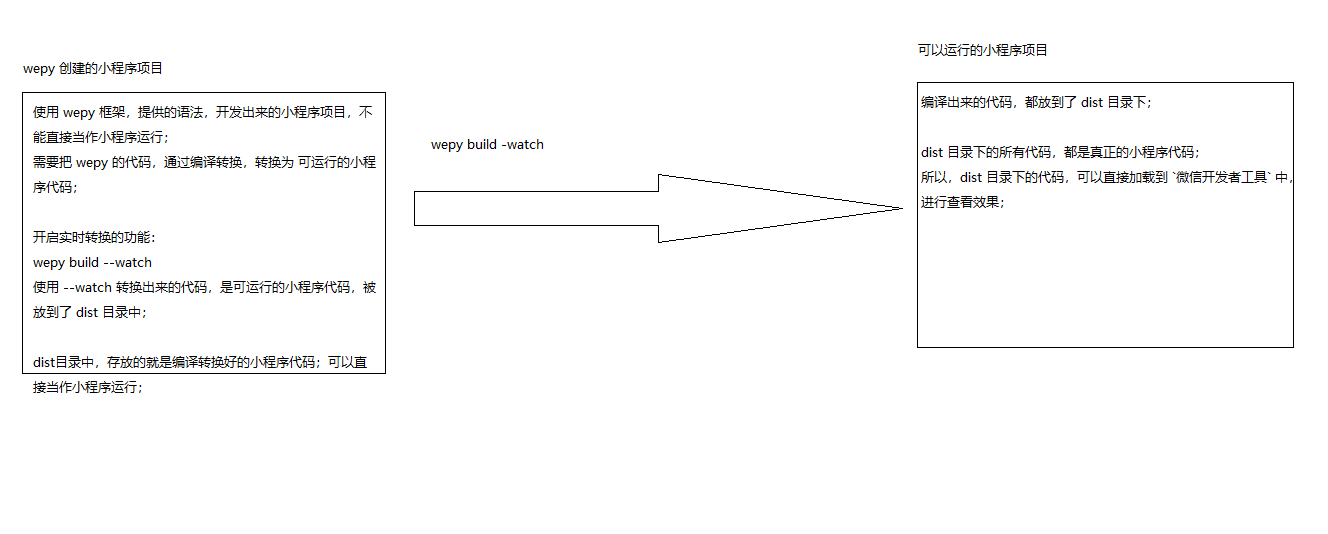 wepy 创建的小程序项目
使用 wepy 框架，提供的语法，开发出来的小程序项目，不
能直接当作小程序运行；
需要把 wepy 的代码，通过编译转换，转换为 可运行的小程
序代码；
开启实时转换的功能：
wepy build --watch
使用 --watch 转换出来的代码，是可运行的小程序代码，被
放到了 dist 目录中；
dist目录中，存放的就是编译转换好的小程序代码；可以直
接当作小程序运行；
wepy build -watch
可以运行的小程序项目
编译出来的代码，都放到了 dist 目录下；
dist 目录下的所有代码，都是真正的小程序代码；
所以，dist 目录下的代码，可以直接加载到 `微信开发者工具` 中，
进行查看效果；